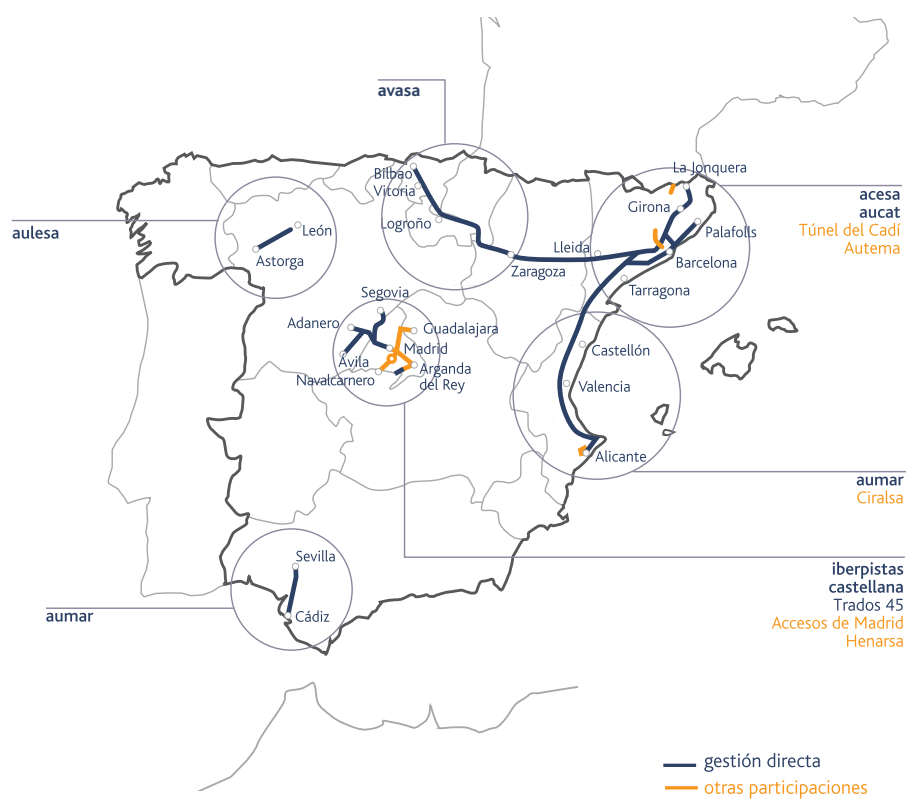 avasa
La Jonquera
Bilbao
Vitoria
acesa
aucat
Túnel del Cadí
Autema
Girona
Logroño
Palafolls
aulesa
León
Astorga
Lleida
Barcelona
Zaragoza
Tarragona
Segovia
Adanero
Guadalajara
Madrid
Castellón
Ávila
Arganda
del Rey
Navalcarnero
Valencia
Alicante
aumar
Ciralsa
Sevilla
iberpistas
castellana
Trados 45
Accesos de Madrid
Henarsa
aumar
Cádiz
gestión directa
otras participaciones